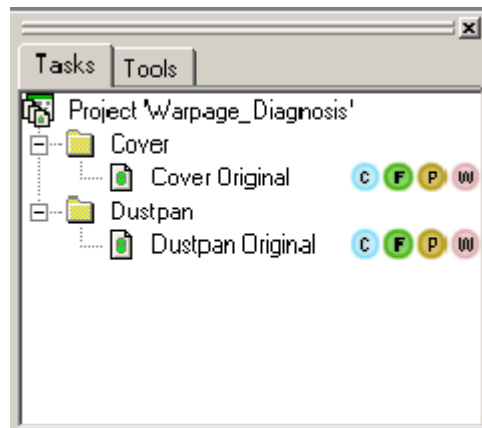 Tasks Tools
Project 'Warpage_Diagnosis'
Cover
Cover Original C F P W
Dustpan
Dustpan Original C F P W